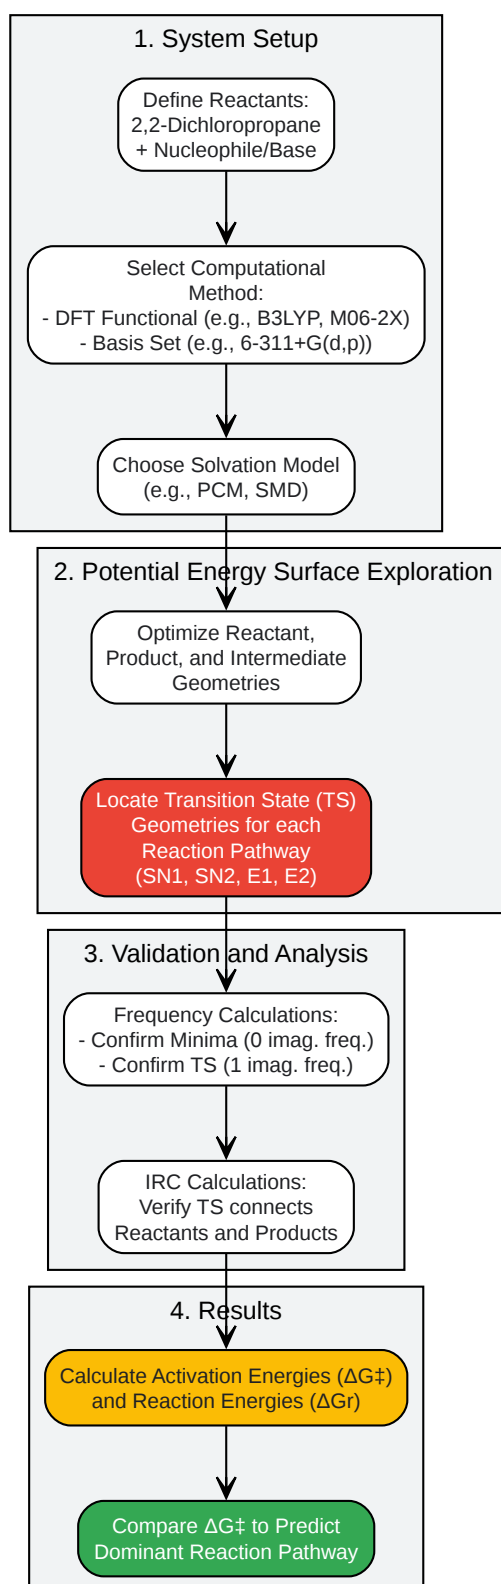 1. System Setup
Define Reactants:
2,2-Dichloropropane
+ Nucleophile/Base
Select Computational
Method:
- DFT Functional (e.g., B3LYP, M06-2X)
- Basis Set (e.g., 6-311+G(d,p))
Choose Solvation Model
(e.g., PCM, SMD)
2. Potential Energy Surface Exploration
Optimize Reactant,
Product, and Intermediate
Geometries
Locate Transition State (TS)
Geometries for each
Reaction Pathway
(SN1, SN2, E1, E2)
3. Validation and Analysis
Frequency Calculations:
- Confirm Minima (0 imag. freq.)
- Confirm TS (1 imag. freq.)
IRC Calculations:
Verify TS connects
Reactants and Products
4. Results
Calculate Activation Energies (ΔG‡)
and Reaction Energies (ΔGr)
Compare ΔG‡ to Predict
Dominant Reaction Pathway